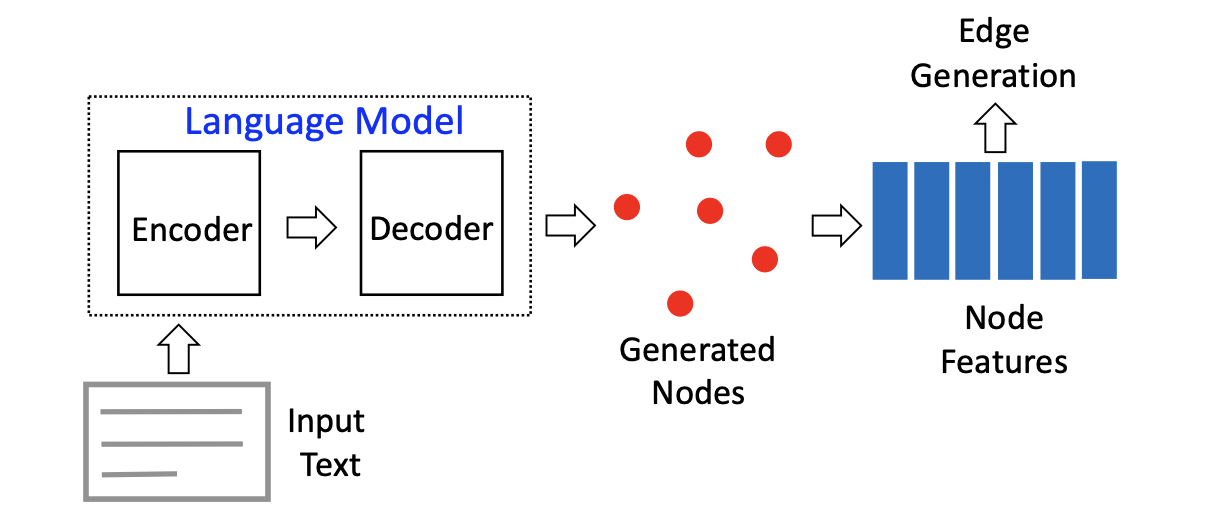 Language Model
Encoder
Decoder
Input
Text
Generated
Nodes
Node
Features
Edge
Generation